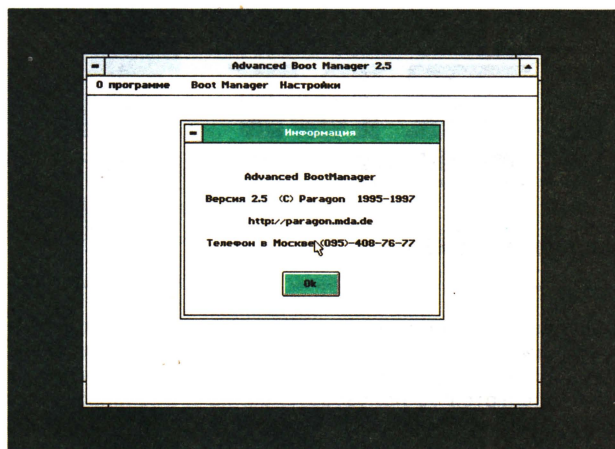 Advanced Boot Manager 2.5
О программе Boot Manager Настройки
Информация
Advanced BootManager
Версия 2.5 (C) Paragon 1995-1997
http://paragon.mda.de
Телефон в Москве (095)-408-76-77
Ok